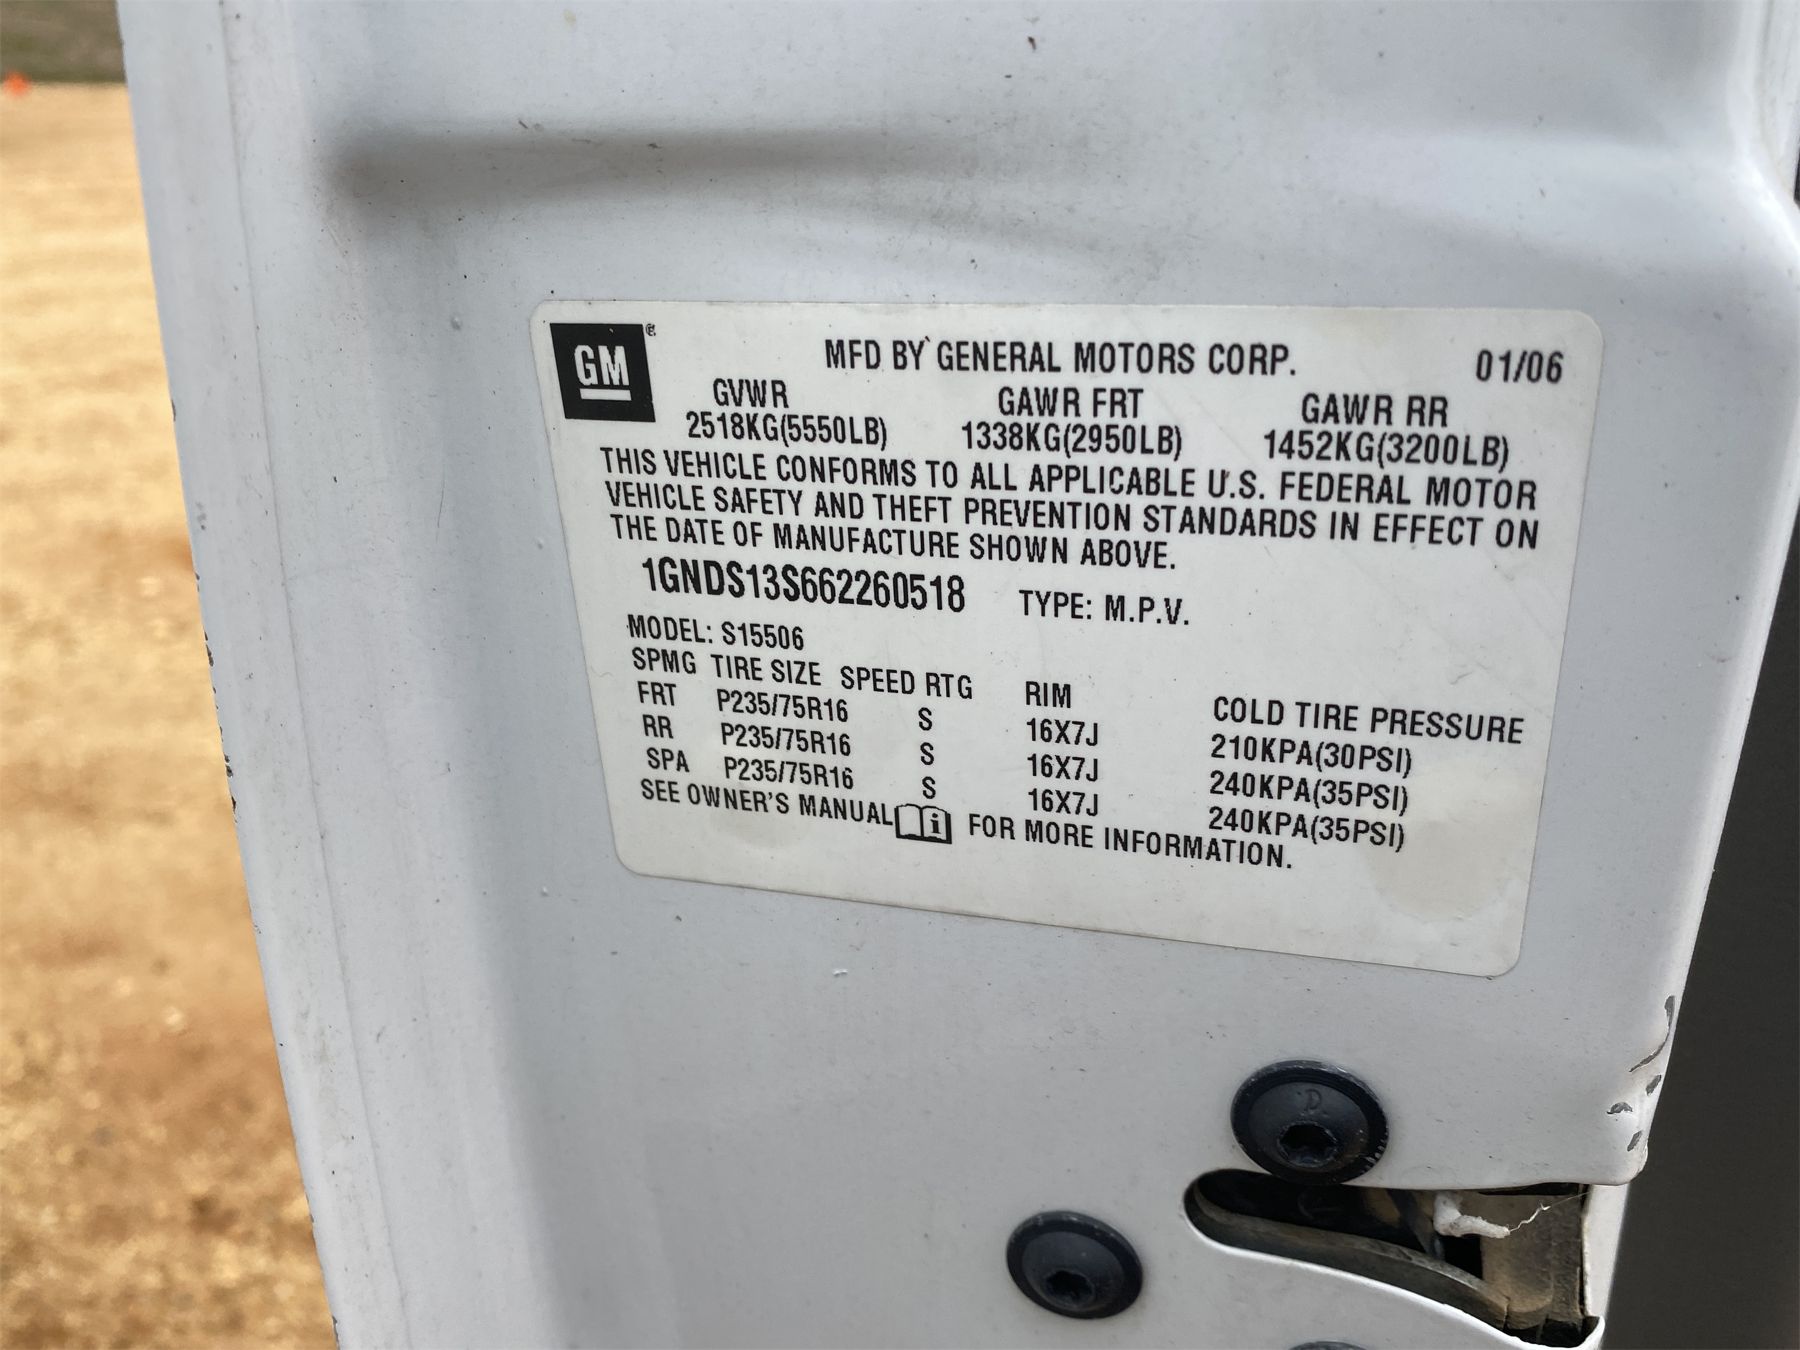 GM
MFD BY GENERAL MOTORS CORP. 01/06
GVWR GAWR FRT GAWR RR
2518KG(5550LB) 1338KG(2950LB) 1452KG(3200LB)
THIS VEHICLE CONFORMS TO ALL APPLICABLE U.S. FEDERAL MOTOR
VEHICLE SAFETY AND THEFT PREVENTION STANDARDS IN EFFECT ON
THE DATE OF MANUFACTURE SHOWN ABOVE.
1GNDS13S662260518 TYPE: M.P.V.
MODEL: S15506
SPMG TIRE SIZE SPEED RTG RIM COLD TIRE PRESSURE
FRT P235/75R16 S 16X7J 210KPA(30PSI)
RR P235/75R16 S 16X7J 240KPA(35PSI)
SPA P235/75R16 S 16X7J 240KPA(35PSI)
SEE OWNER'S MANUAL i FOR MORE INFORMATION.